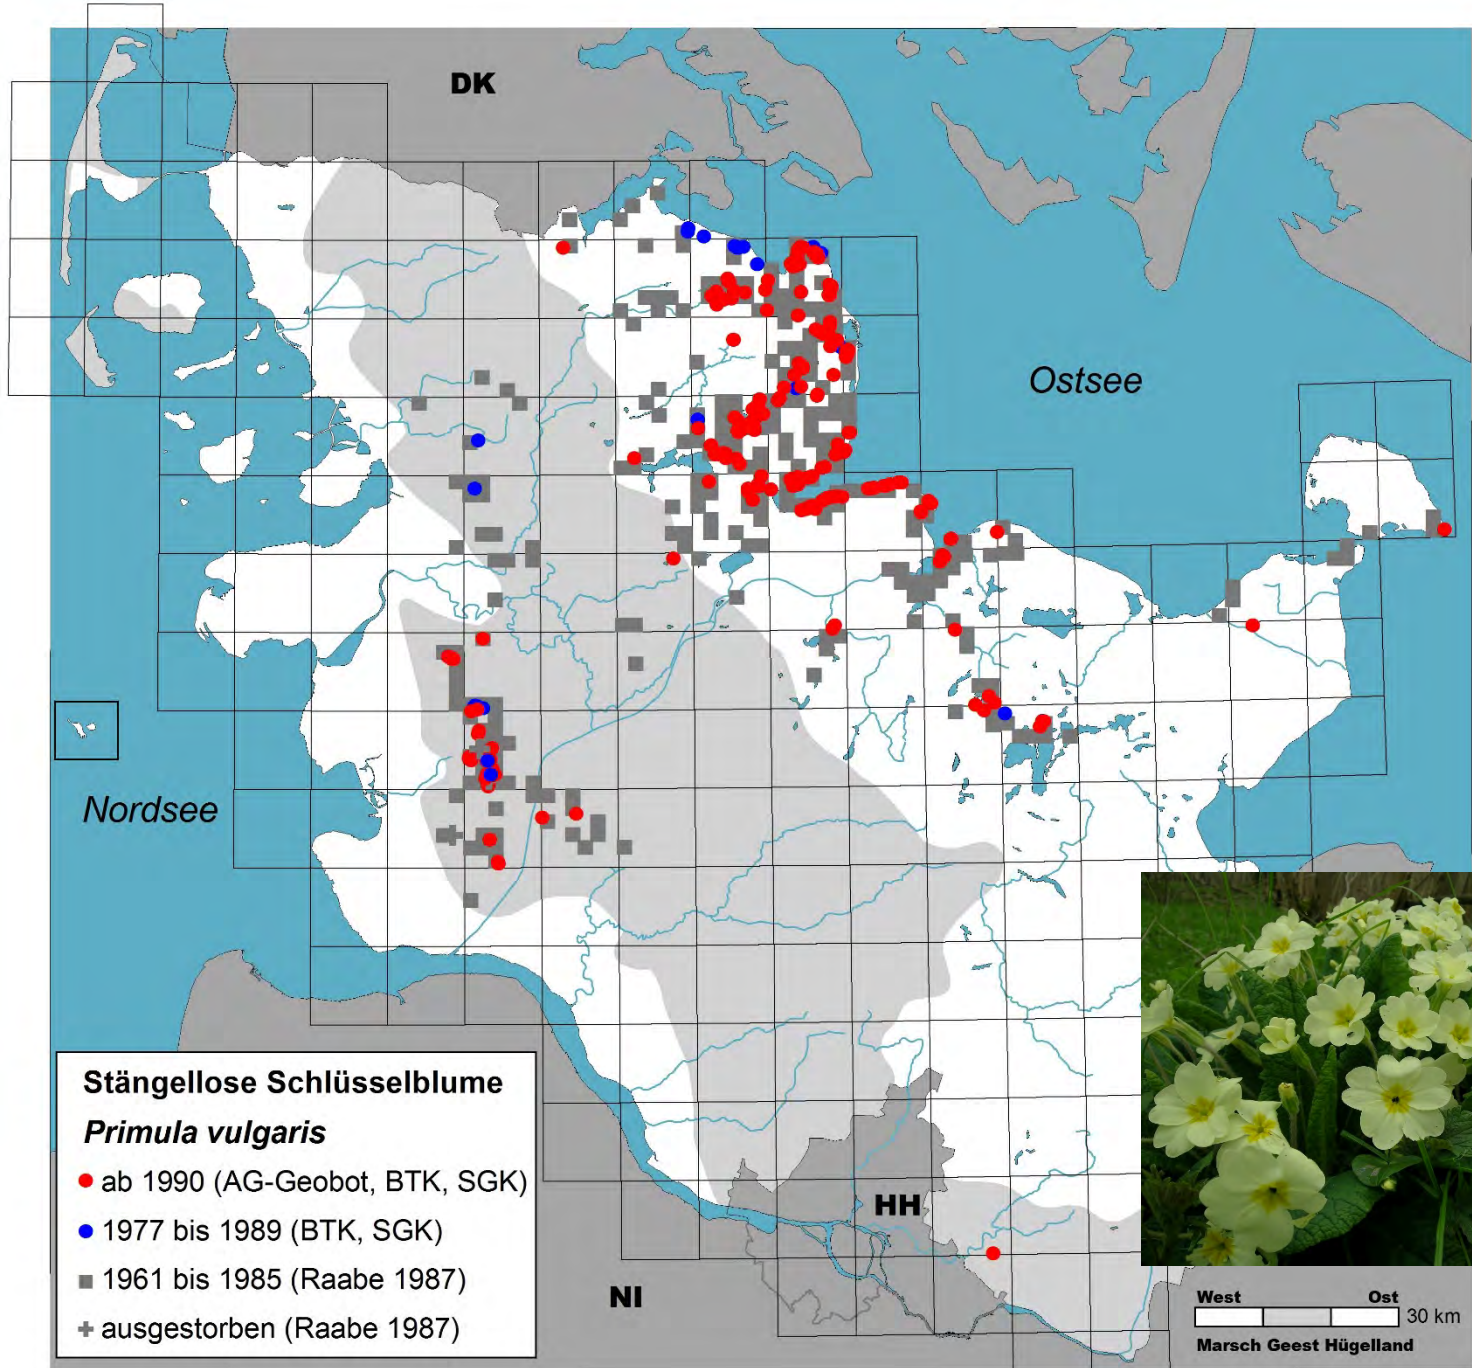 DK
Ostsee
Nordsee
Stängellose Schlüsselblume
Primula vulgaris
ab 1990 (AG-Geobot, BTK, SGK)
1977 bis 1989 (BTK, SGK)
1961 bis 1985 (Raabe 1987)
ausgestorben (Raabe 1987)
HH
NI
West Ost
30 km
Marsch Geest Hügelland